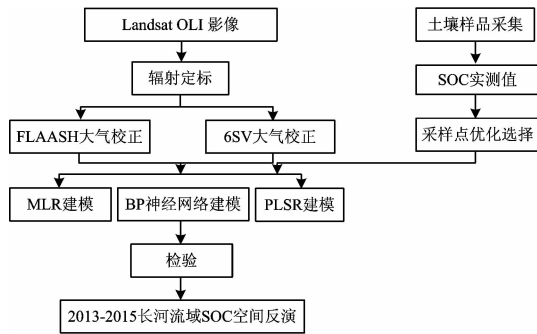 Landsat OLI 影像
土壤样品采集
辐射定标
SOC实测值
FLAASH大气校正
6SV大气校正
采样点优化选择
MLR建模
BP神经网络建模
PLSR建模
检验
2013-2015长河流域SOC空间反演